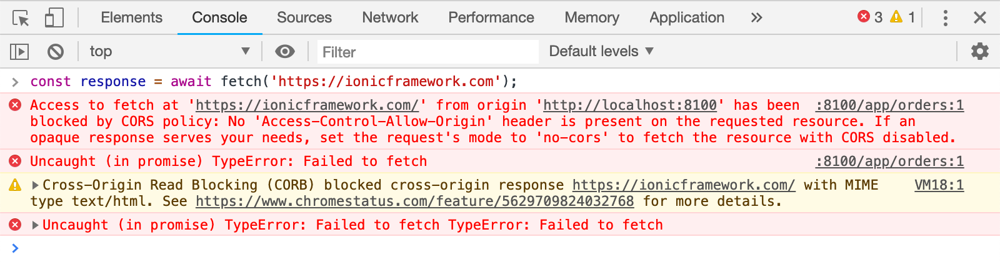 Elements Console Sources Network Performance Memory Application » 3 1
top Filter Default levels
const response = await fetch('https://ionicframework.com');
Access to fetch at 'https://ionicframework.com/' from origin 'http://localhost:8100' has been :8100/app/orders:1
blocked by CORS policy: No 'Access-Control-Allow-Origin' header is present on the requested resource. If an
opaque response serves your needs, set the request's mode to 'no-cors' to fetch the resource with CORS disabled.
Uncaught (in promise) TypeError: Failed to fetch :8100/app/orders:1
Cross-Origin Read Blocking (CORB) blocked cross-origin response https://ionicframework.com/ with MIME VM18:1
type text/html. See https://www.chromestatus.com/feature/5629709824032768 for more details.
Uncaught (in promise) TypeError: Failed to fetch TypeError: Failed to fetch